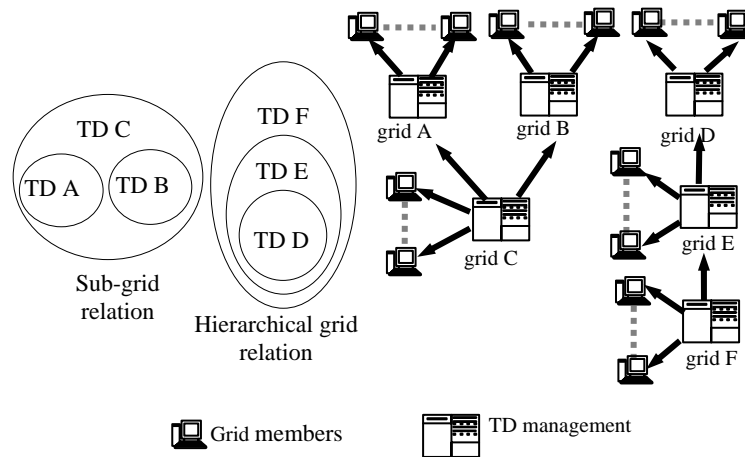 TD C
TD A
TD B
Sub-grid
relation
TD F
TD E
TD D
Hierarchical grid
relation
grid A
grid B
grid D
grid C
grid E
grid F
Grid members
TD management